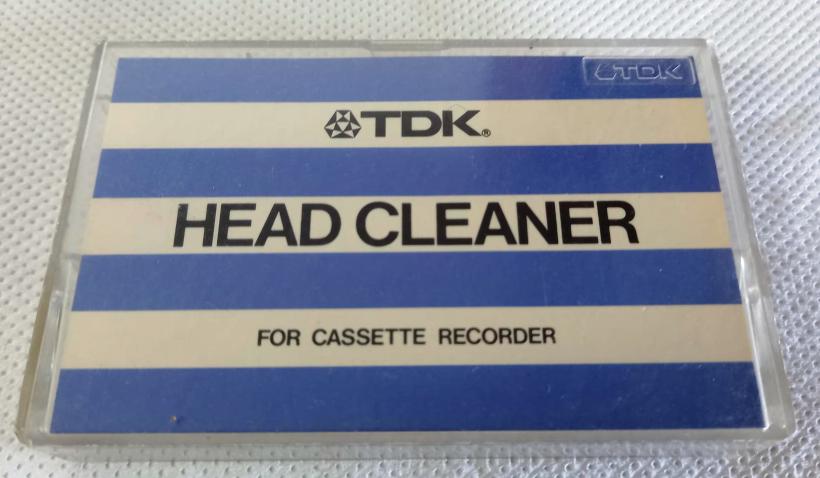 TDK
TDK®
HEAD CLEANER
FOR CASSETTE RECORDER